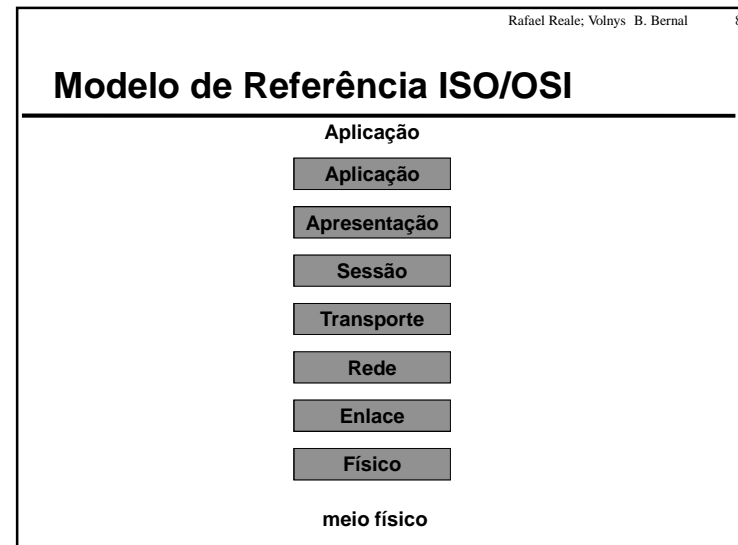 Rafael Reale; Volnys B. Bernal 8
Modelo de Referência ISO/OSI
Aplicação
Aplicação
Apresentação
Sessão
Transporte
Rede
Enlace
Físico
meio físico